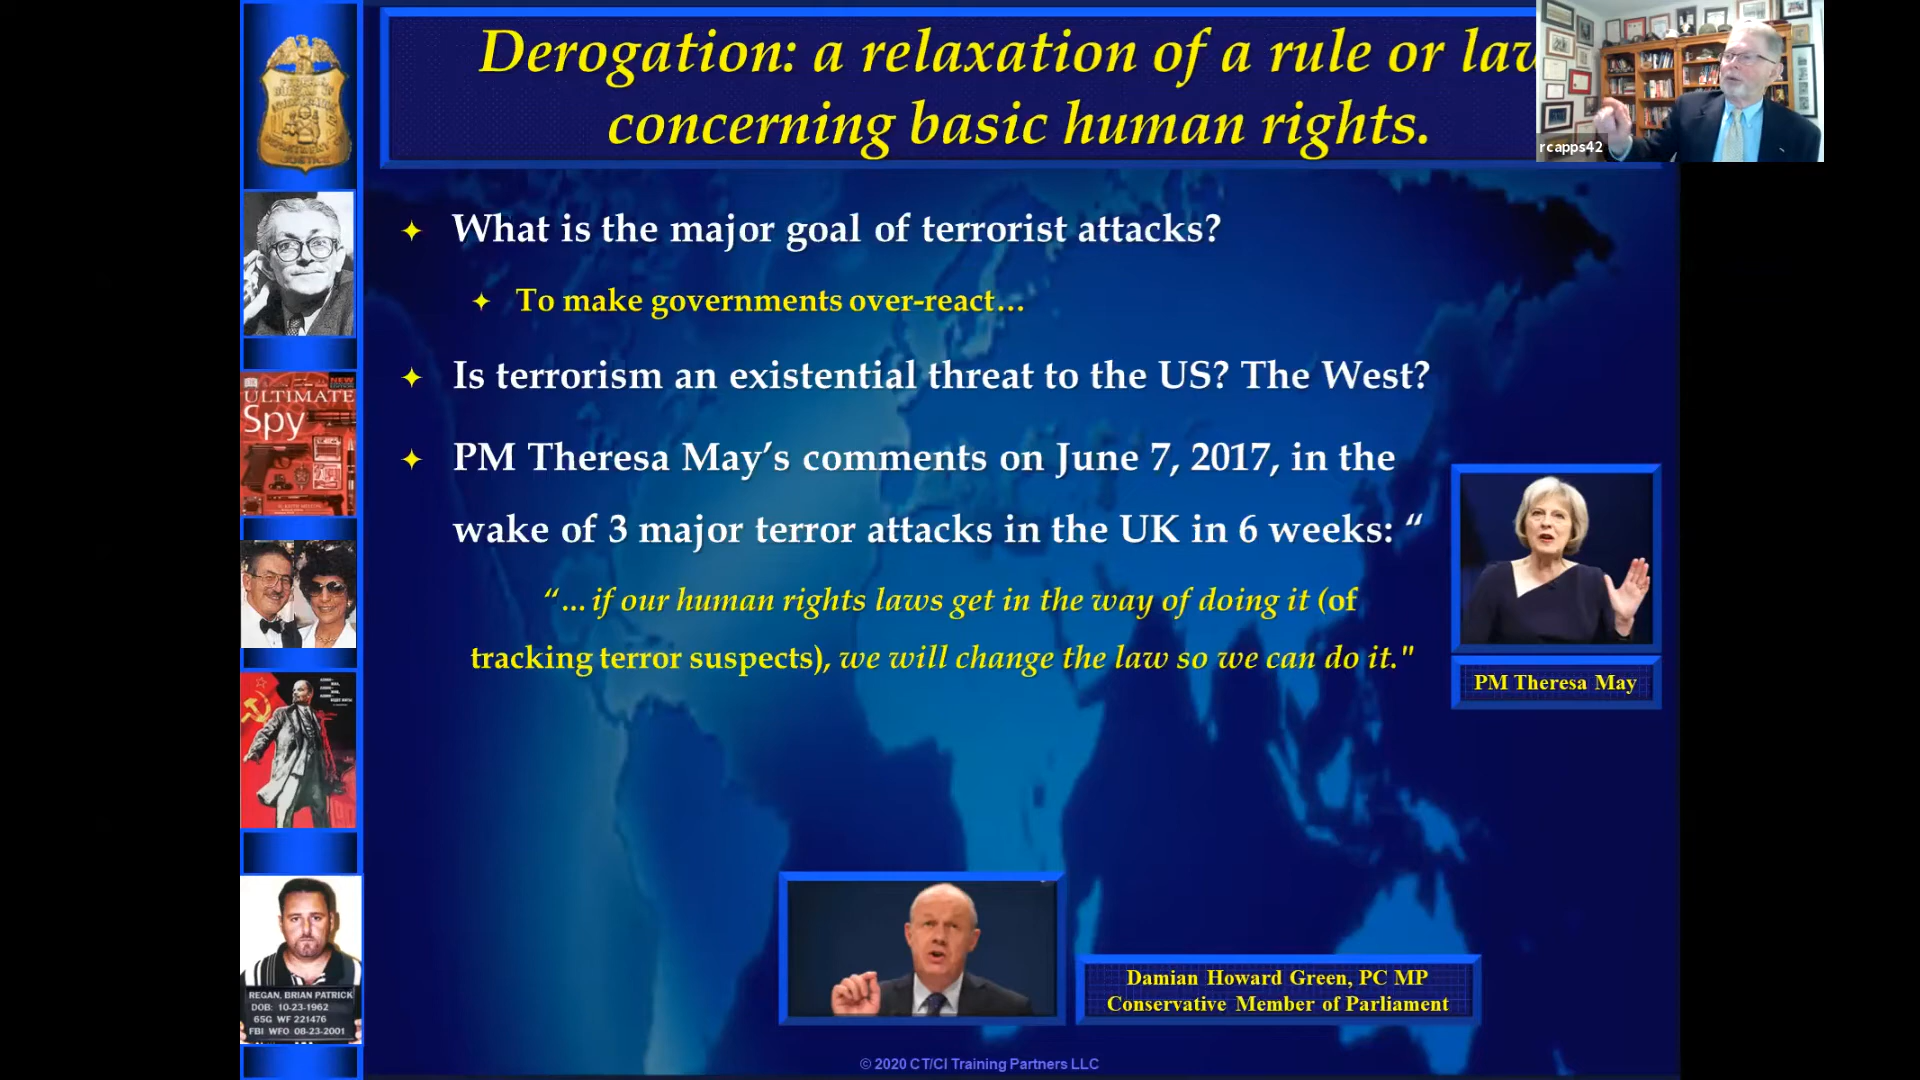 Derogation: a relaxation of a rule or law
concerning basic human rights.
rcapps42
What is the major goal of terrorist attacks?
To make governments over-react…
Is terrorism an existential threat to the US? The West?
PM Theresa May’s comments on June 7, 2017, in the
wake of 3 major terror attacks in the UK in 6 weeks: “
“…if our human rights laws get in the way of doing it (of
tracking terror suspects), we will change the law so we can do it."
PM Theresa May
Damian Howard Green, PC MP
Conservative Member of Parliament
© 2020 CT/CI Training Partners LLC
NEW
ULTIMATE
Spy
REGAN, BRIAN PATRICK
DOB: 10-23-1962
65G WF 221476
FBI WFO 08-23-2001